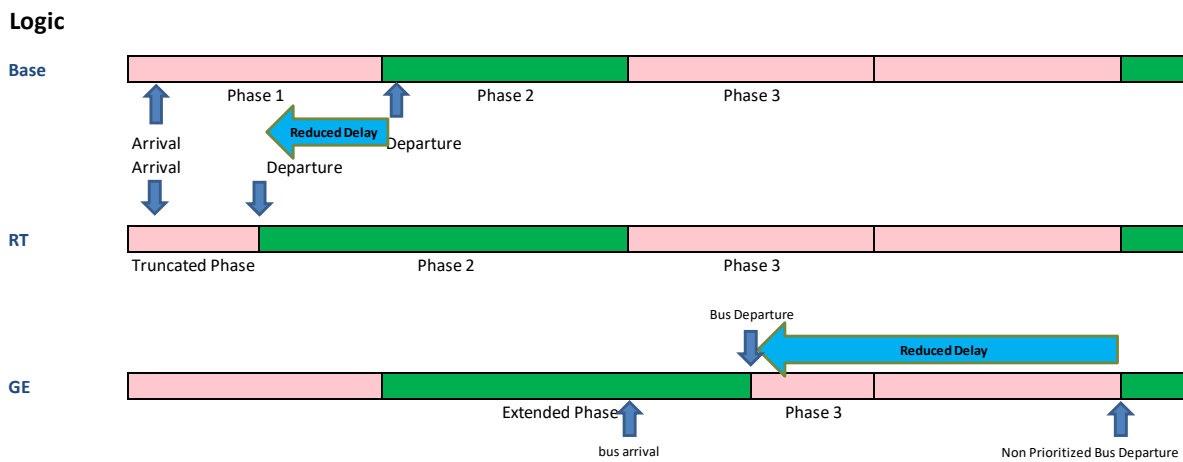 Logic
Base
Phase 1
Phase 2
Phase 3
Reduced Delay
Arrival
Departure
Arrival
Departure
RT
Truncated Phase
Phase 2
Phase 3
Bus Departure
Reduced Delay
GE
Extended Phase
Phase 3
bus arrival
Non Prioritized Bus Departure